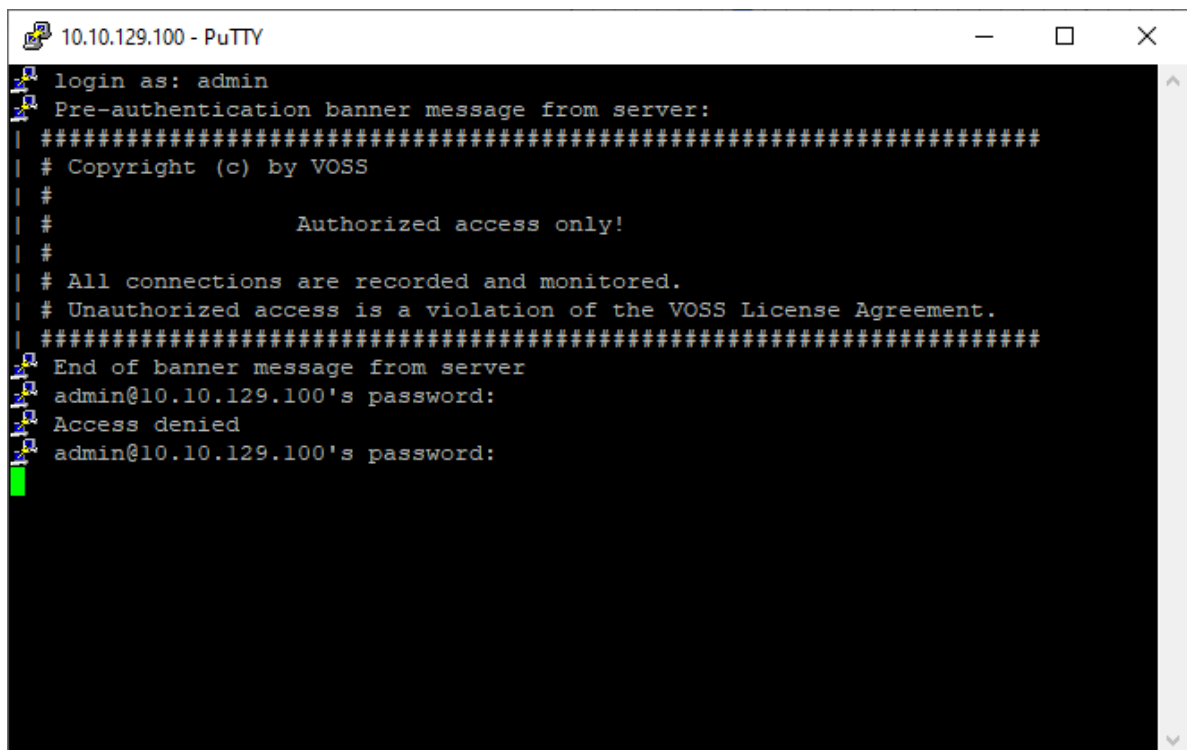 10.10.129.100 - PuTTY
login as: admin
Pre-authentication banner message from server:
| #########################################################################
| # Copyright (c) by VOSS
| #
| #                  Authorized access only!
| #
| # All connections are recorded and monitored.
| # Unauthorized access is a violation of the VOSS License Agreement.
| #########################################################################
End of banner message from server
admin@10.10.129.100's password:
Access denied
admin@10.10.129.100's password: